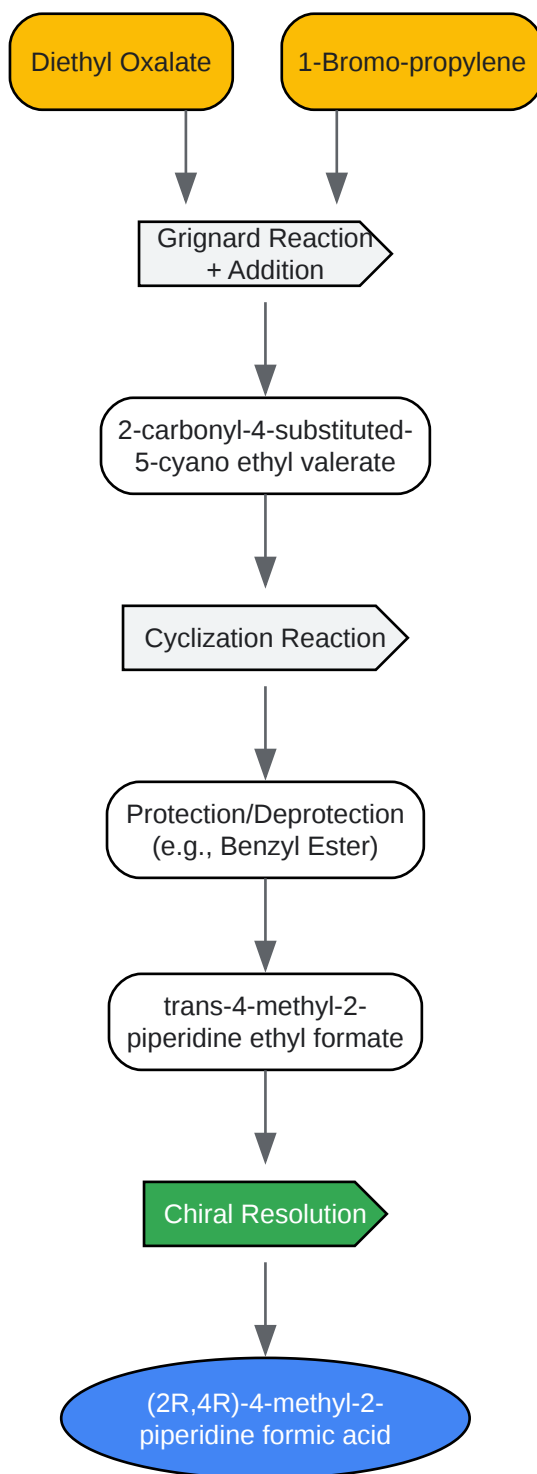 Diethyl Oxalate
1-Bromo-propylene
Grignard Reaction
+ Addition
2-carbonyl-4-substituted-
5-cyano ethyl valerate
Cyclization Reaction
Protection/Deprotection
(e.g., Benzyl Ester)
trans-4-methyl-2-
piperidine ethyl formate
Chiral Resolution
(2R,4R)-4-methyl-2-
piperidine formic acid